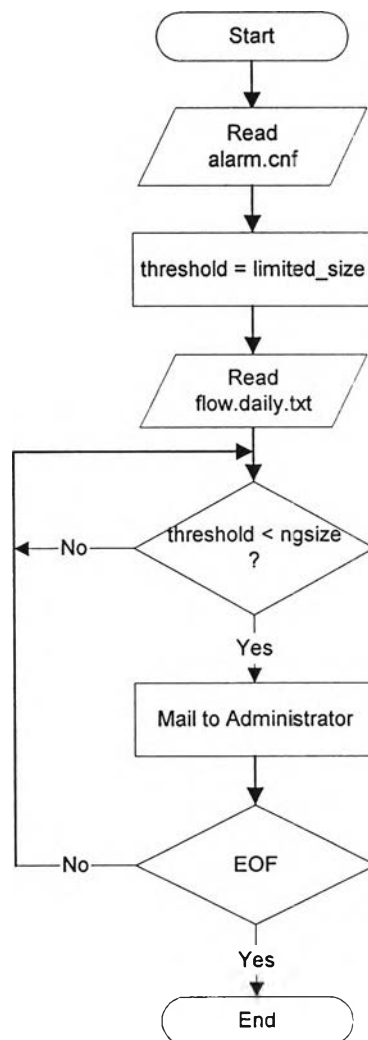 Start
Read
alarm.cnf
threshold = limited_size
Read
flow.daily.txt
threshold < ngsize
?
No
Yes
Mail to Administrator
EOF
No
Yes
End